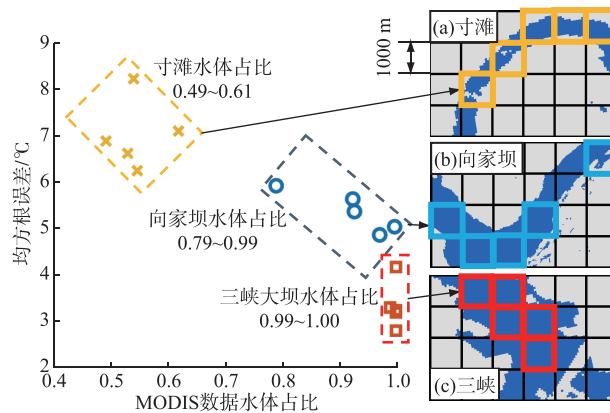 均方根误差/℃
9
8
7
6
5
4
3
2
0.4
0.5
0.6
0.7
0.8
0.9
1.0
MODIS数据水体占比
寸滩水体占比
0.49~0.61
向家坝水体占比
0.79~0.99
三峡大坝水体占比
0.99~1.00
1000 m
(a)寸滩
(b)向家坝
(c)三峡